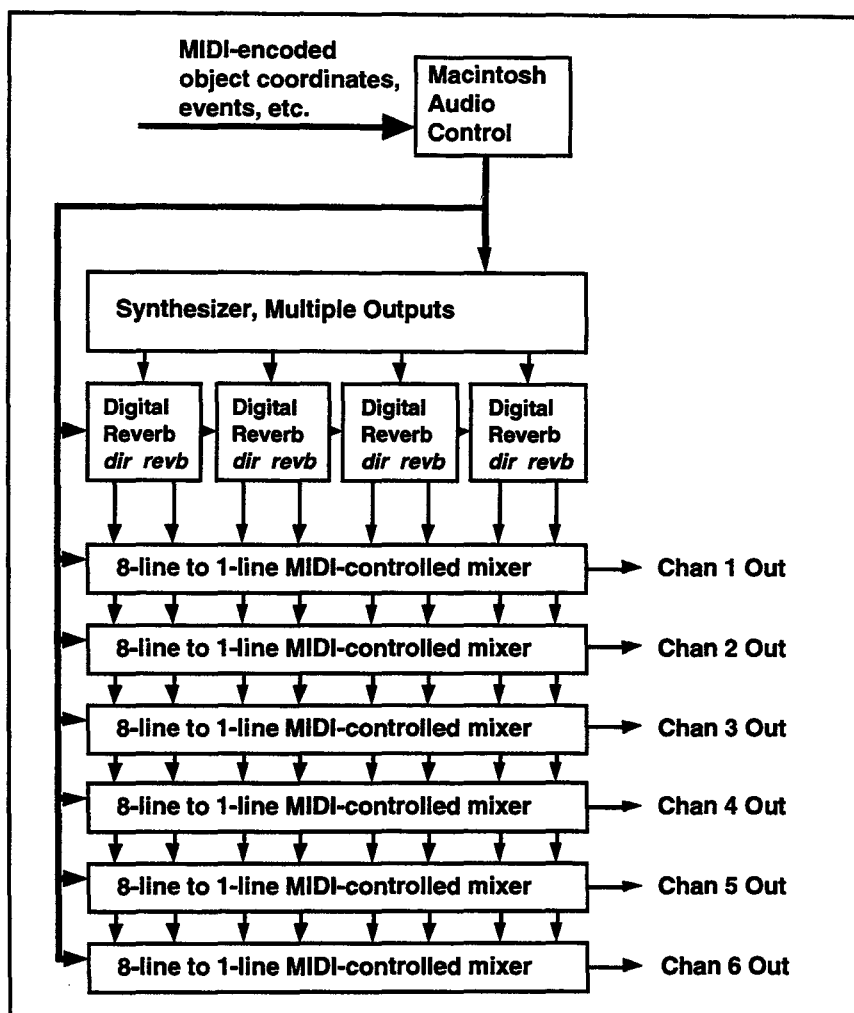 MIDI-encoded
object coordinates,
events, etc.
Macintosh
Audio
Control
Synthesizer, Multiple Outputs
Digital
Reverb
dir revb
Digital
Reverb
dir revb
Digital
Reverb
dir revb
Digital
Reverb
dir revb
8-line to 1-line MIDI-controlled mixer
Chan 1 Out
8-line to 1-line MIDI-controlled mixer
Chan 2 Out
8-line to 1-line MIDI-controlled mixer
Chan 3 Out
8-line to 1-line MIDI-controlled mixer
Chan 4 Out
8-line to 1-line MIDI-controlled mixer
Chan 5 Out
8-line to 1-line MIDI-controlled mixer
Chan 6 Out